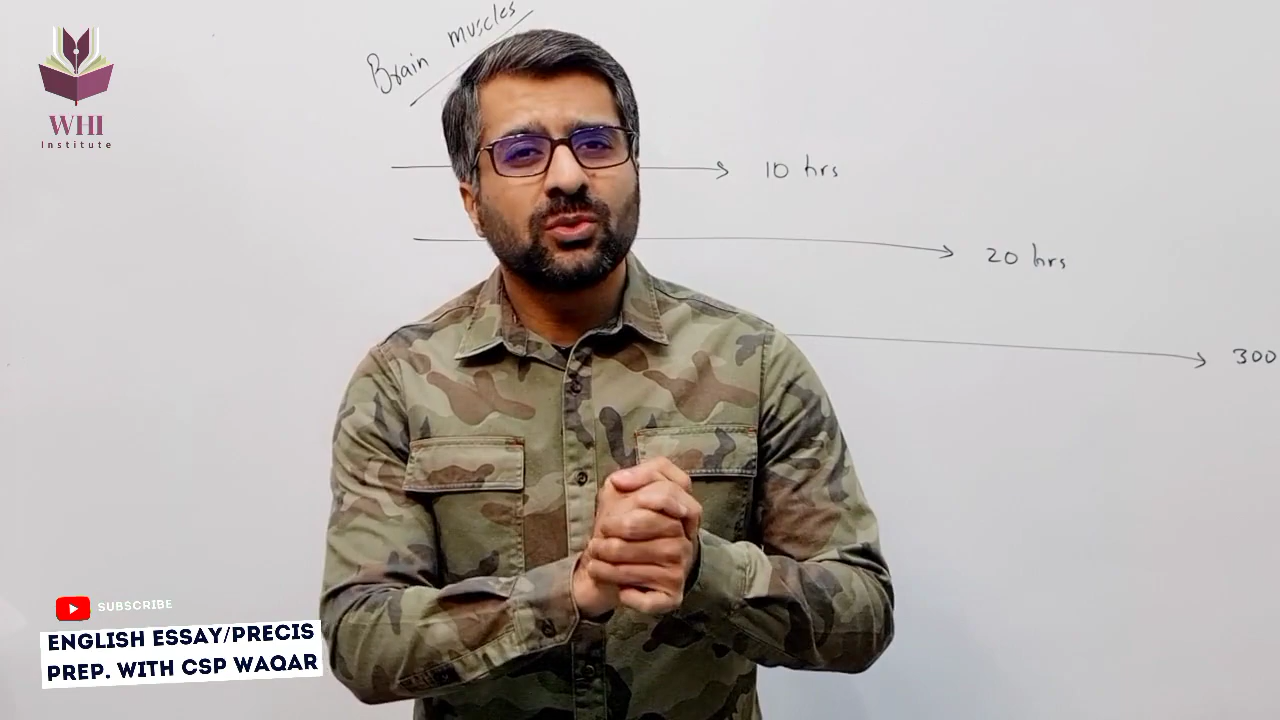 Brain muscles
WHI
Institute
10 hrs
20 hrs
300
SUBSCRIBE
ENGLISH ESSAY/PRECIS
PREP. WITH CSP WAQAR